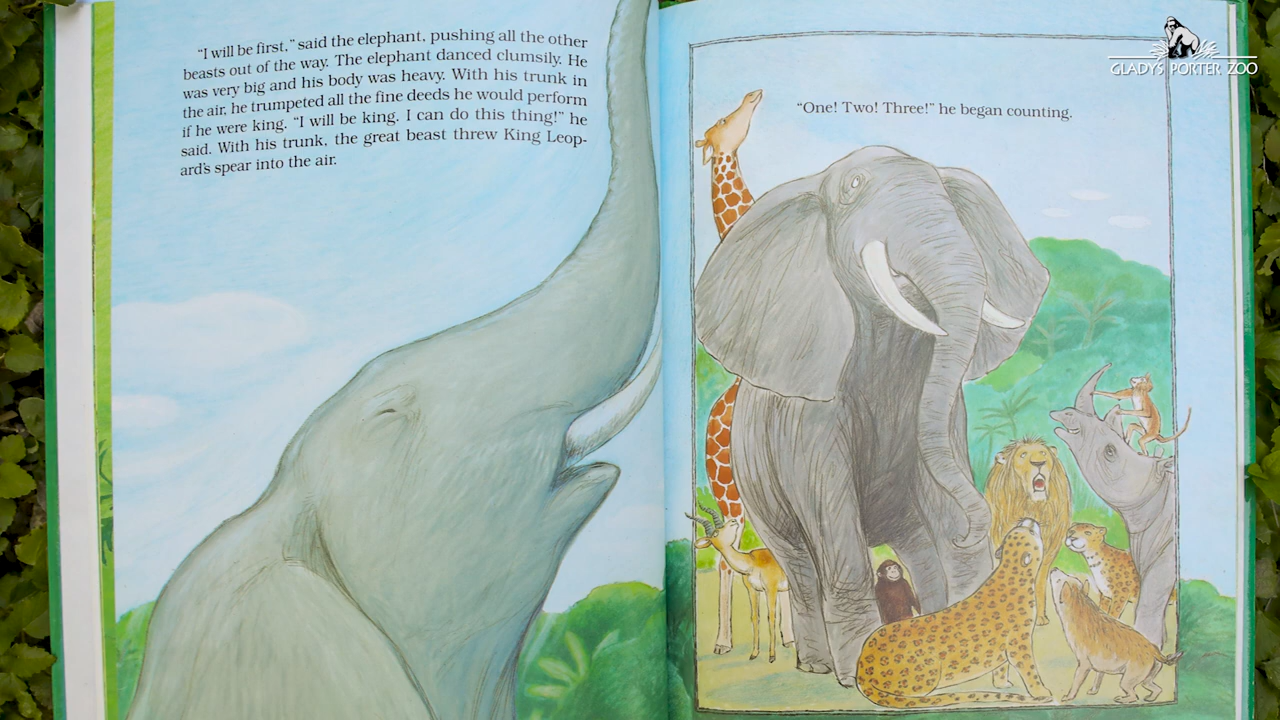 "I will be first," said the elephant, pushing all the other
beasts out of the way. The elephant danced clumsily. He
was very big and his body was heavy. With his trunk in
the air, he trumpeted all the fine deeds he would perform
if he were king. "I will be king. I can do this thing!" he
said. With his trunk, the great beast threw King Leop-
ard's spear into the air.
"One! Two! Three!" he began counting.
GLADYS PORTER ZOO